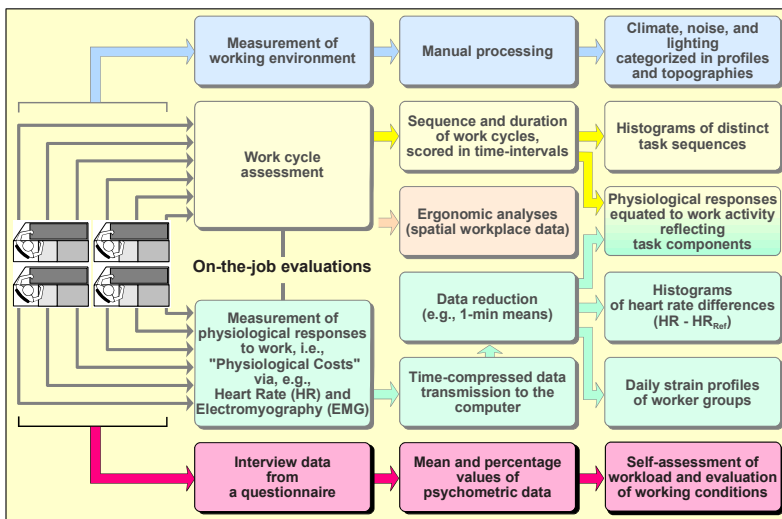 Measurement of
working environment
Manual processing
Climate, noise, and
lighting
categorized in profiles
and topographies
Work cycle
assessment
Sequence and duration
of work cycles,
scored in time-intervals
Histograms of distinct
task sequences
Ergonomic analyses
(spatial workplace data)
Physiological responses
equated to work activity
reflecting
task components
On-the-job evaluations
Measurement of
physiological responses
to work, i.e.,
"Physiological Costs"
via, e.g.,
Heart Rate (HR) and
Electromyography (EMG)
Data reduction
(e.g., 1-min means)
Histograms
of heart rate differences
(HR - HRRef)
Time-compressed data
transmission to the
computer
Daily strain profiles
of worker groups
Interview data
from
a questionnaire
Mean and percentage
values of
psychometric data
Self-assessment of
workload and evaluation
of working conditions